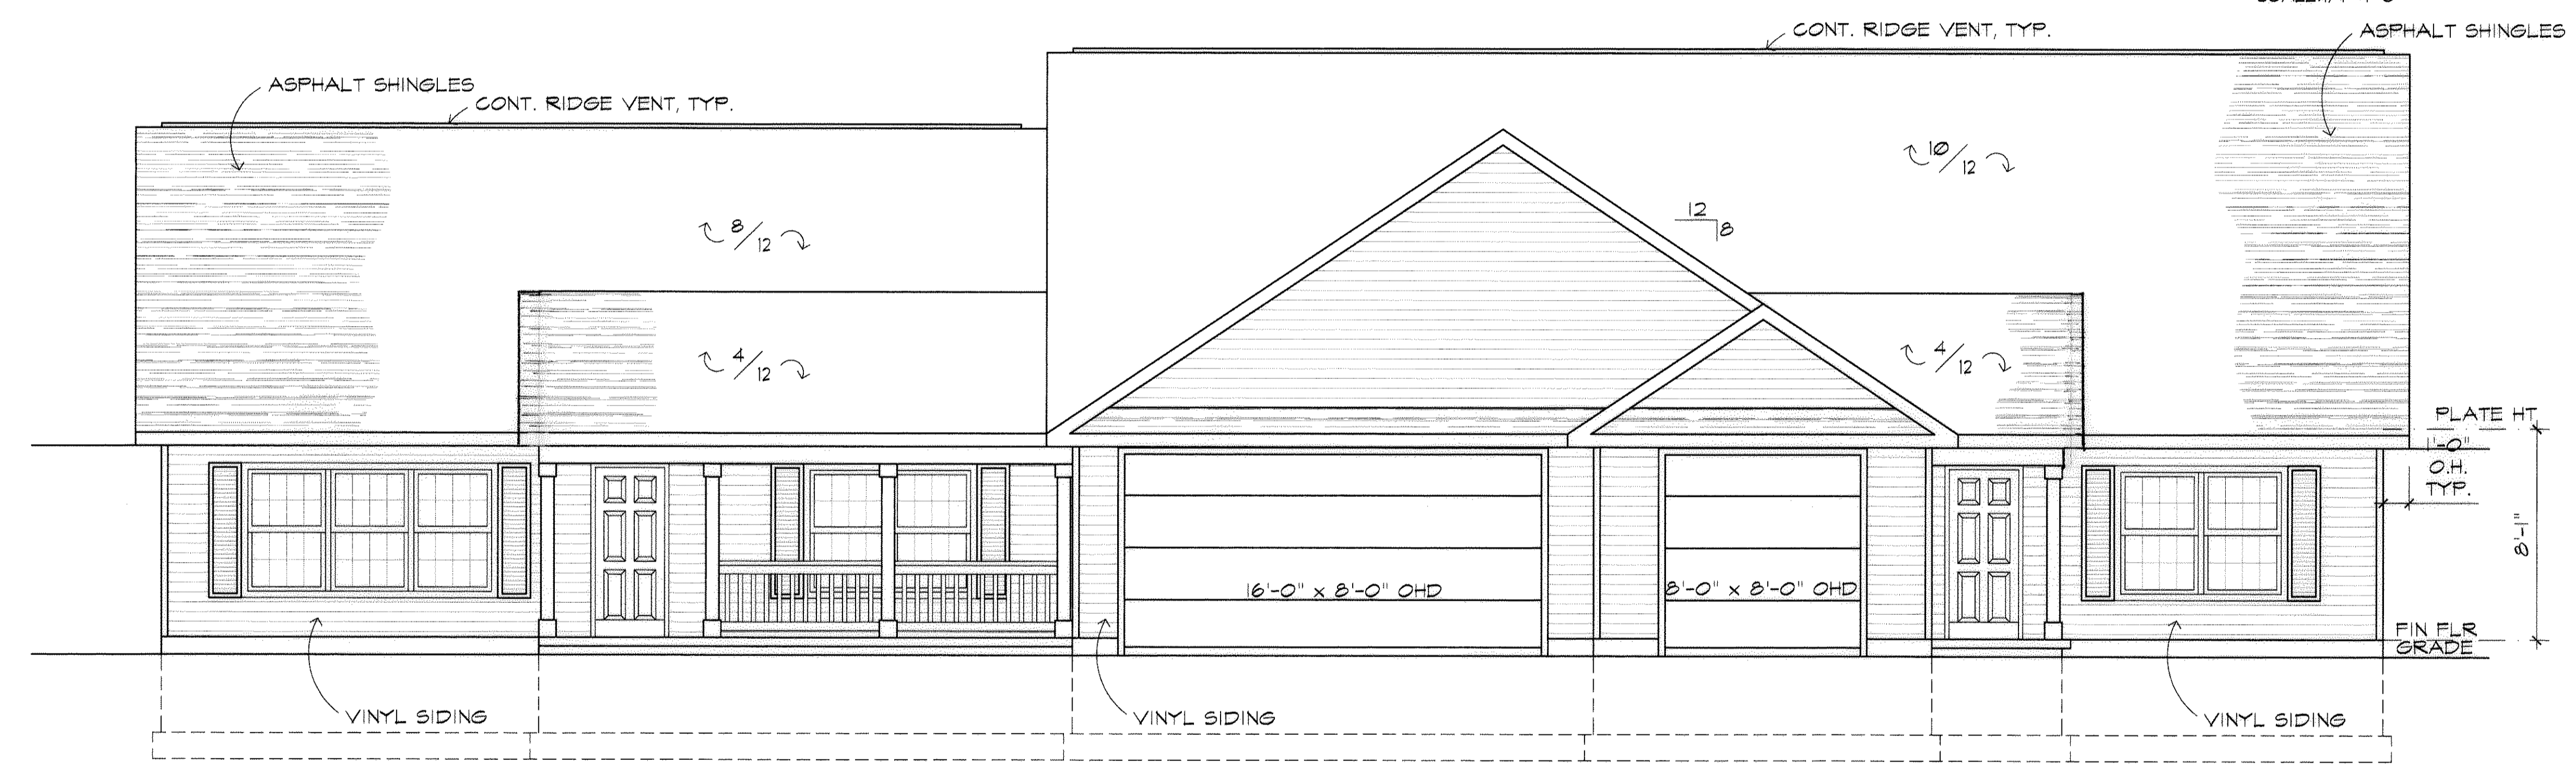 CONT. RIDGE VENT, TYP.
ASPHALT SHINGLES
ASPHALT SHINGLES
CONT. RIDGE VENT, TYP.
10/12
12
8
8/12
4/12
4/12
PLATE HT.
1'-0"
O.H.
TYP.
8'-1"
16'-0" x 8'-0" OHD
8'-0" x 8'-0" OHD
FIN FLR
GRADE
VINYL SIDING
VINYL SIDING
VINYL SIDING